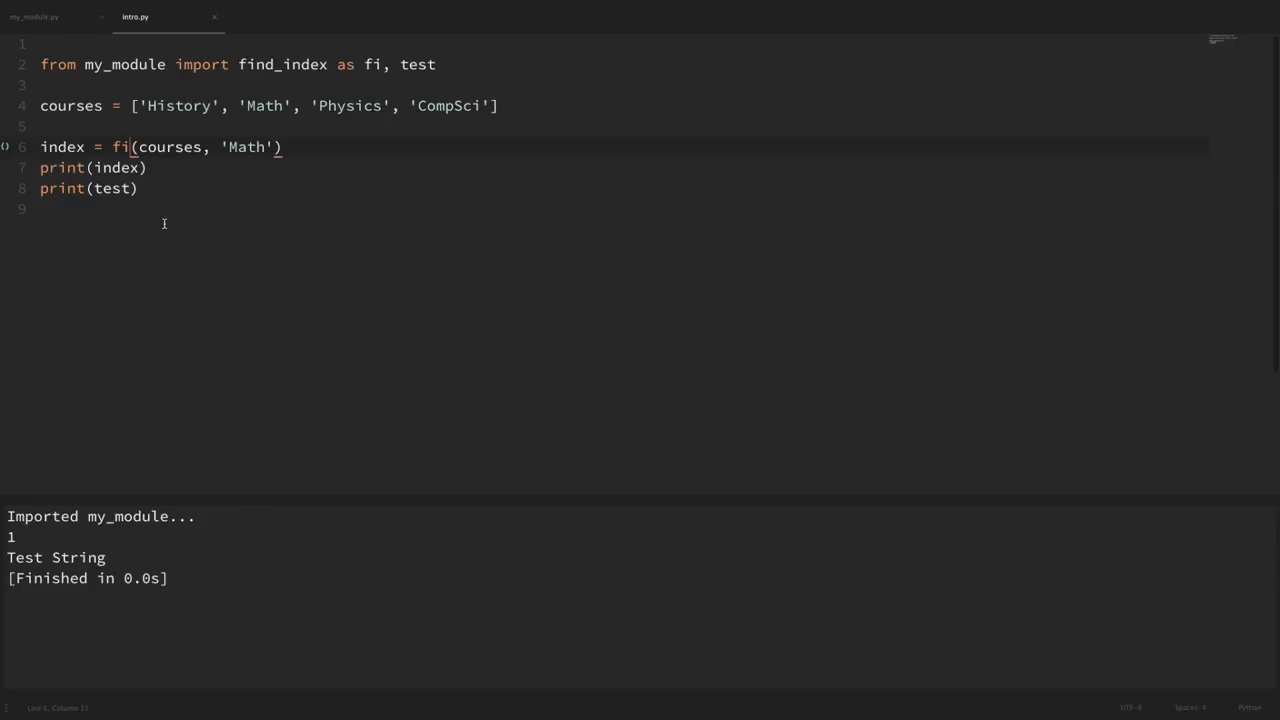 my_module.py × intro.py ×
1
2 from my_module import find_index as fi, test
3
4 courses = ['History', 'Math', 'Physics', 'CompSci']
5
() 6 index = fi(courses, 'Math')
7 print(index)
8 print(test)
9
Imported my_module...
1
Test String
[Finished in 0.0s]
Line 6, Column 11 UTF-8 Spaces: 4 Python